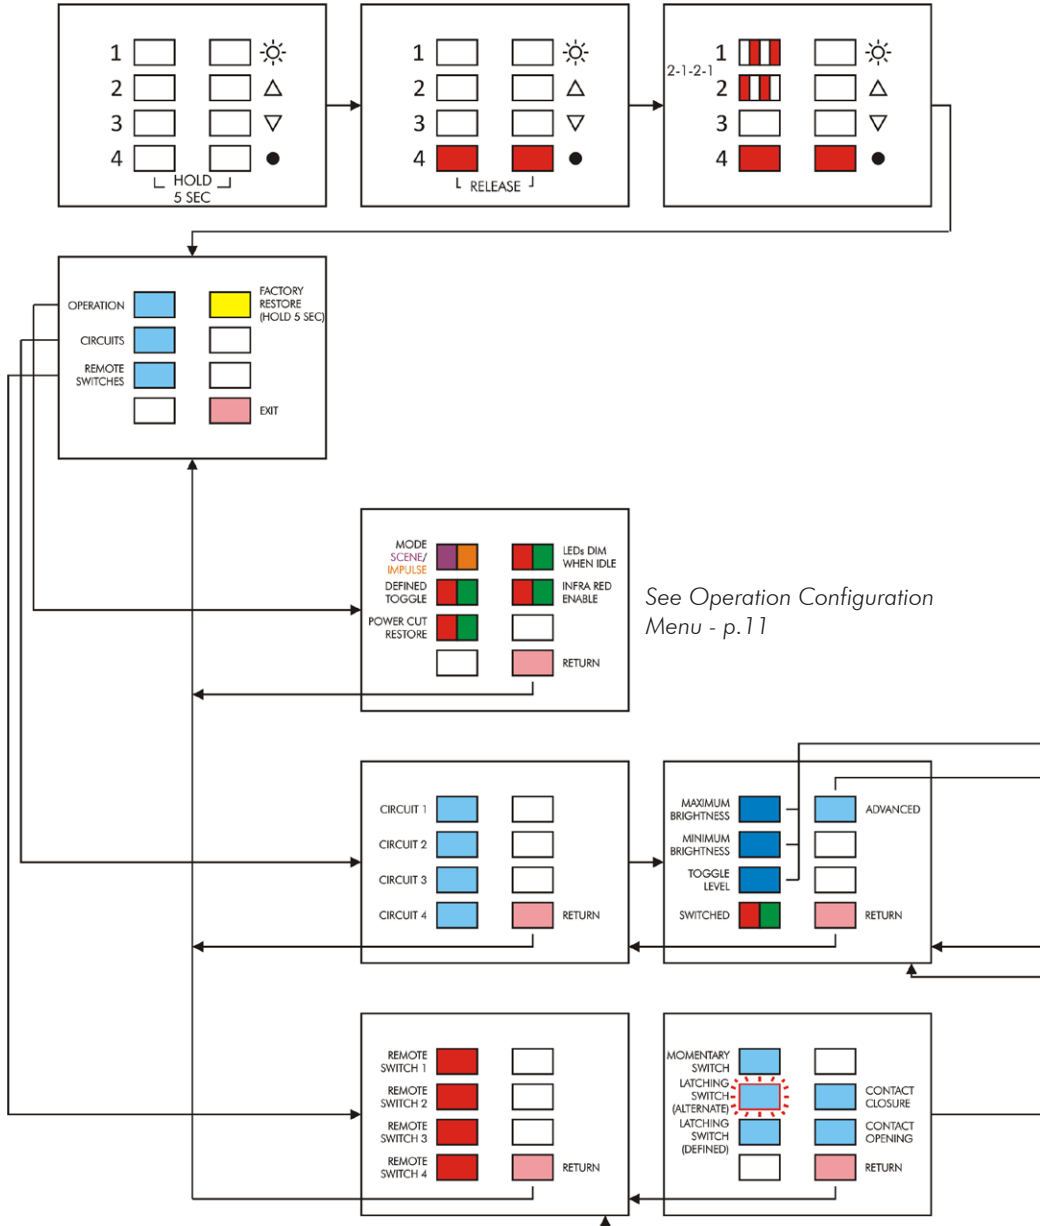 1
2
3
4
HOLD
5 SEC
1
2
3
4
RELEASE
2-1-2-1
1
2
3
4
OPERATION
CIRCUITS
REMOTE
SWITCHES
FACTORY
RESTORE
(HOLD 5 SEC)
EXIT
MODE
SCENE/
IMPULSE
DEFINED
TOGGLE
POWER CUT
RESTORE
LEDs DIM
WHEN IDLE
INFRA RED
ENABLE
RETURN
See Operation Configuration
Menu - p.11
CIRCUIT 1
CIRCUIT 2
CIRCUIT 3
CIRCUIT 4
RETURN
MAXIMUM
BRIGHTNESS
MINIMUM
BRIGHTNESS
TOGGLE
LEVEL
SWITCHED
ADVANCED
RETURN
REMOTE
SWITCH 1
REMOTE
SWITCH 2
REMOTE
SWITCH 3
REMOTE
SWITCH 4
RETURN
MOMENTARY
SWITCH
LATCHING
SWITCH
(ALTERNATE)
LATCHING
SWITCH
(DEFINED)
CONTACT
CLOSURE
CONTACT
OPENING
RETURN